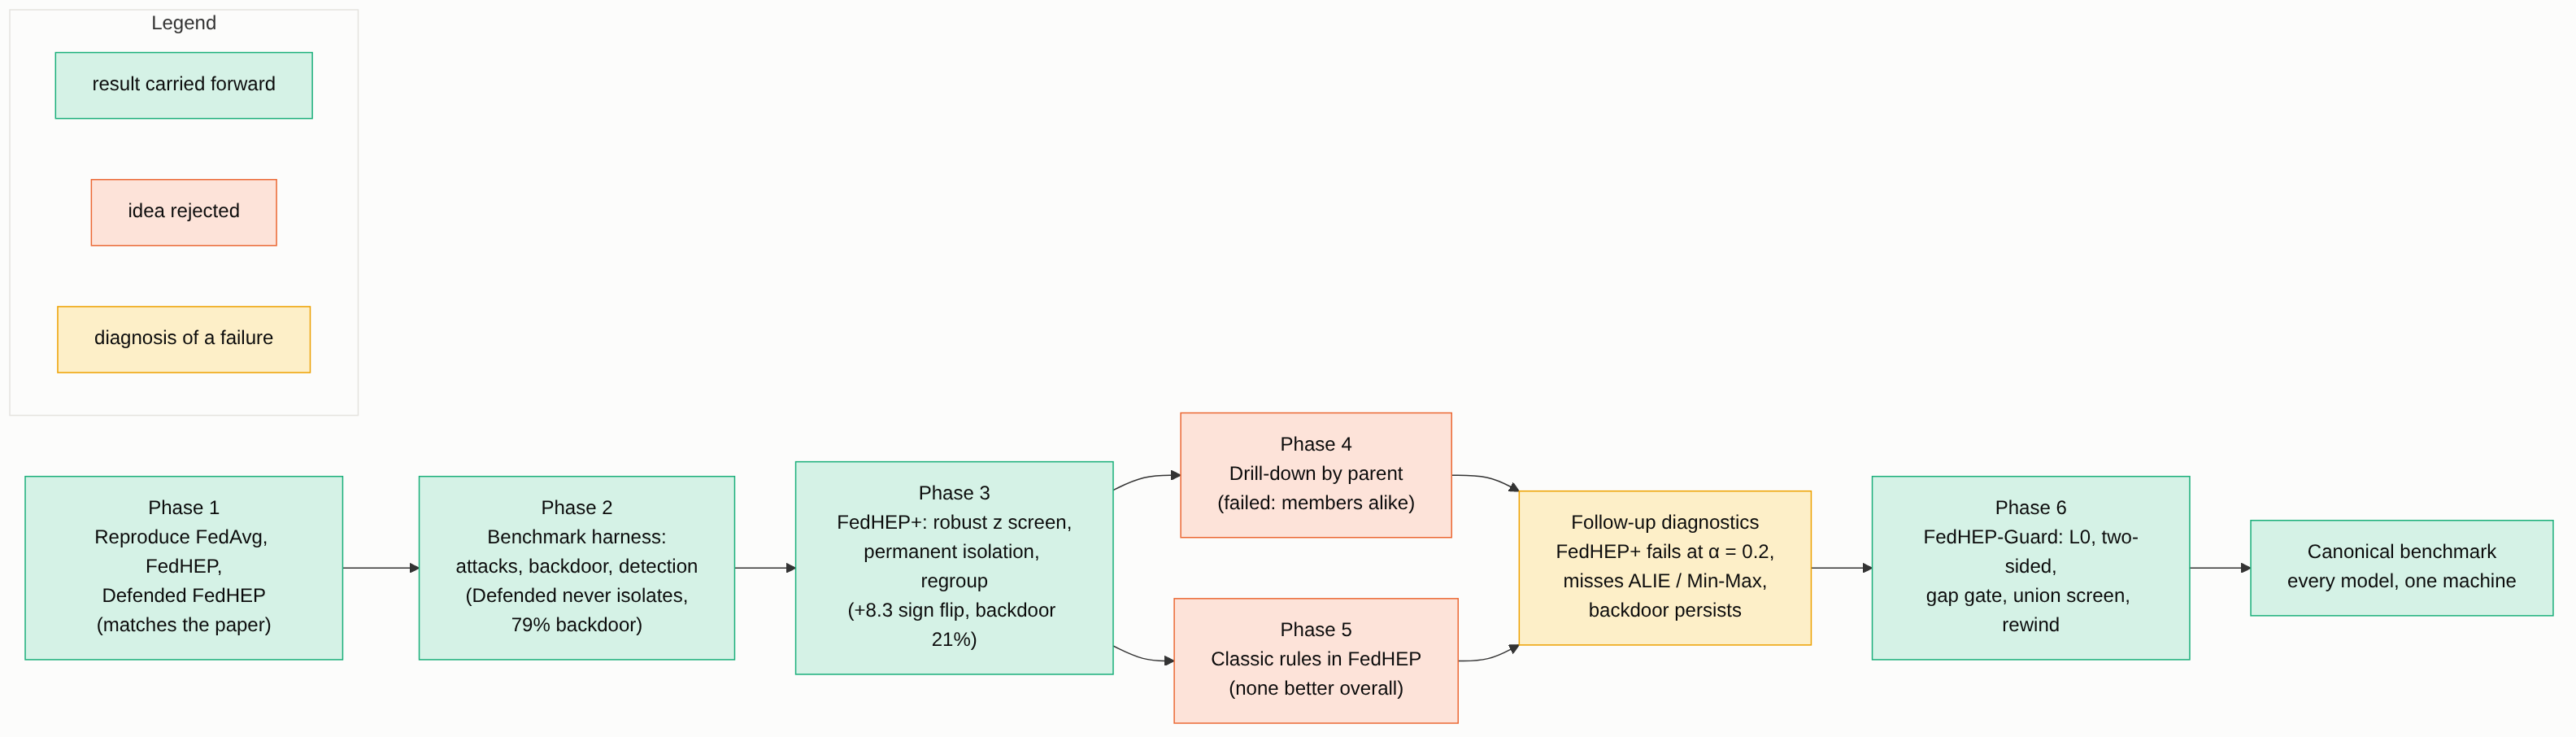 Legend
result carried forward
idea rejected
diagnosis of a failure
Phase 1
Reproduce FedAvg,
FedHEP,
Defended FedHEP
(matches the paper)
Phase 2
Benchmark harness:
attacks, backdoor, detection
(Defended never isolates,
79% backdoor)
Phase 3
FedHEP+: robust z screen,
permanent isolation,
regroup
(+8.3 sign flip, backdoor
21%)
Phase 4
Drill-down by parent
(failed: members alike)
Phase 5
Classic rules in FedHEP
(none better overall)
Follow-up diagnostics
FedHEP+ fails at α = 0.2,
misses ALIE / Min-Max,
backdoor persists
Phase 6
FedHEP-Guard: L0, two-
sided,
gap gate, union screen,
rewind
Canonical benchmark
every model, one machine